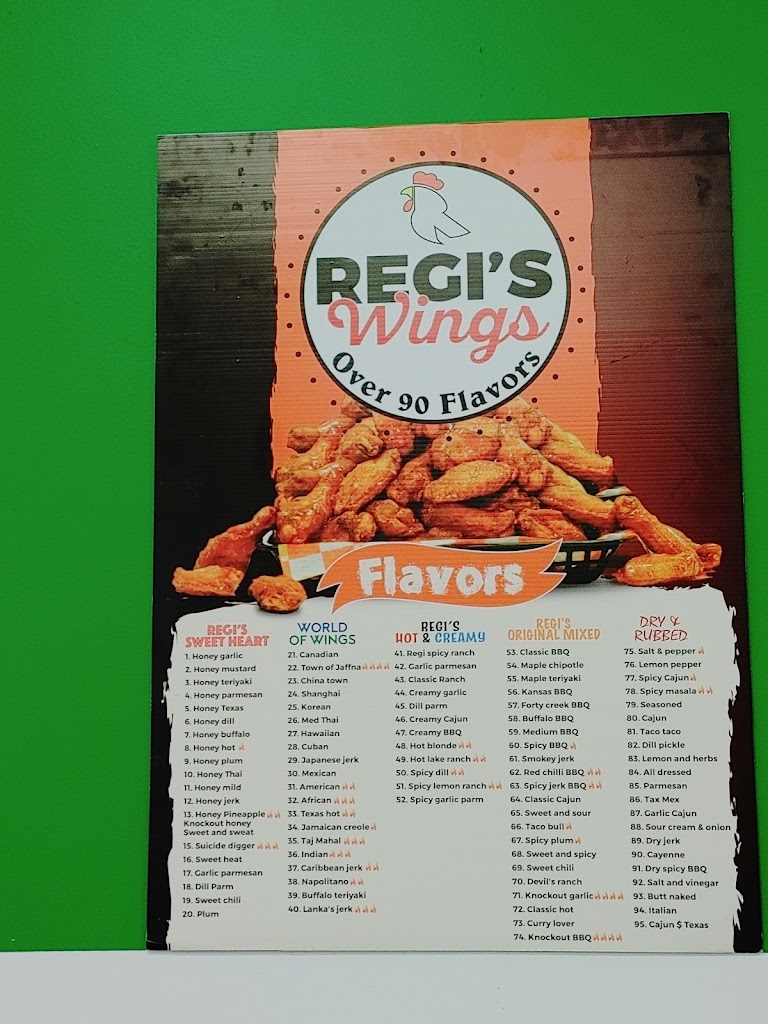 REGI'S
Wings
Over 90 Flavors
Flavors
REGI'S
SWEET HEART
1. Honey garlic
2. Honey mustard
3. Honey teriyaki
4. Honey parmesan
5. Honey Texas
6. Honey dill
7. Honey buffalo
8. Honey hot
9. Honey plum
10. Honey Thai
11. Honey mild
12. Honey jerk
13. Honey Pineapple
Knockout honey
Sweet and sweat
15. Suicide digger
16. Sweet heat
17. Garlic parmesan
18. Dill Parm
19. Sweet chili
20. Plum
WORLD
OF WINGS
21. Canadian
22. Town of Jaffna
23. China town
24. Shanghai
25. Korean
26. Med Thai
27. Hawaiian
28. Cuban
29. Japanese jerk
30. Mexican
31. American
32. African
33. Texas hot
34. Jamaican creole
35. Taj Mahal
36. Indian
37. Caribbean jerk
38. Napolitano
39. Buffalo teriyaki
40. Lanka's jerk
REGI'S
HOT & CREAMY
41. Regi spicy ranch
42. Garlic parmesan
43. Classic Ranch
44. Creamy garlic
45. Dill parm
46. Creamy Cajun
47. Creamy BBQ
48. Hot blonde
49. Hot lake ranch
50. Spicy dill
51. Spicy lemon ranch
52. Spicy garlic parm
REGI'S
ORIGINAL MIXED
53. Classic BBQ
54. Maple chipotle
55. Maple teriyaki
56. Kansas BBQ
57. Forty creek BBQ
58. Buffalo BBQ
59. Medium BBQ
60. Spicy BBQ
61. Smokey jerk
62. Red chilli BBQ
63. Spicy jerk BBQ
64. Classic Cajun
65. Sweet and sour
66. Taco bull
67. Spicy plum
68. Sweet and spicy
69. Sweet chili
70. Devil's ranch
71. Knockout garlic
72. Classic hot
73. Curry lover
74. Knockout BBQ
DRY &
RUBBED
75. Salt & pepper
76. Lemon pepper
77. Spicy Cajun
78. Spicy masala
79. Seasoned
80. Cajun
81. Taco taco
82. Dill pickle
83. Lemon and herbs
84. All dressed
85. Parmesan
86. Tax Mex
87. Garlic Cajun
88. Sour cream & onion
89. Dry jerk
90. Cayenne
91. Dry spicy BBQ
92. Salt and vinegar
93. Butt naked
94. Italian
95. Cajun $ Texas